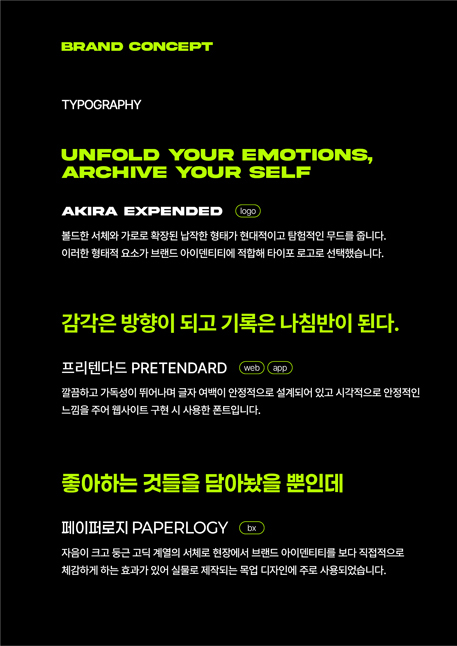 BRAND CONCEPT
TYPOGRAPHY
UNFOLD YOUR EMOTIONS,
ARCHIVE YOUR SELF
AKIRA EXPENDED logo
볼드한 서체와 가로로 확장된 납작한 형태가 현대적이고 탐험적인 무드를 줍니다.
이러한 형태적 요소가 브랜드 아이덴티티에 적합해 타이포 로고로 선택했습니다.
감각은 방향이 되고 기록은 나침반이 된다.
프리텐다드 PRETENDARD web app
깔끔하고 가독성이 뛰어나며 글자 여백이 안정적으로 설계되어 있고 시각적으로 안정적인
느낌을 주어 웹사이트 구현 시 사용한 폰트입니다.
좋아하는 것들을 담아놨을 뿐인데
페이퍼로지 PAPERLOGY bx
자음이 크고 둥근 고딕 계열의 서체로 현장에서 브랜드 아이덴티티를 보다 직접적으로
체감하게 하는 효과가 있어 실물로 제작되는 목업 디자인에 주로 사용되었습니다.